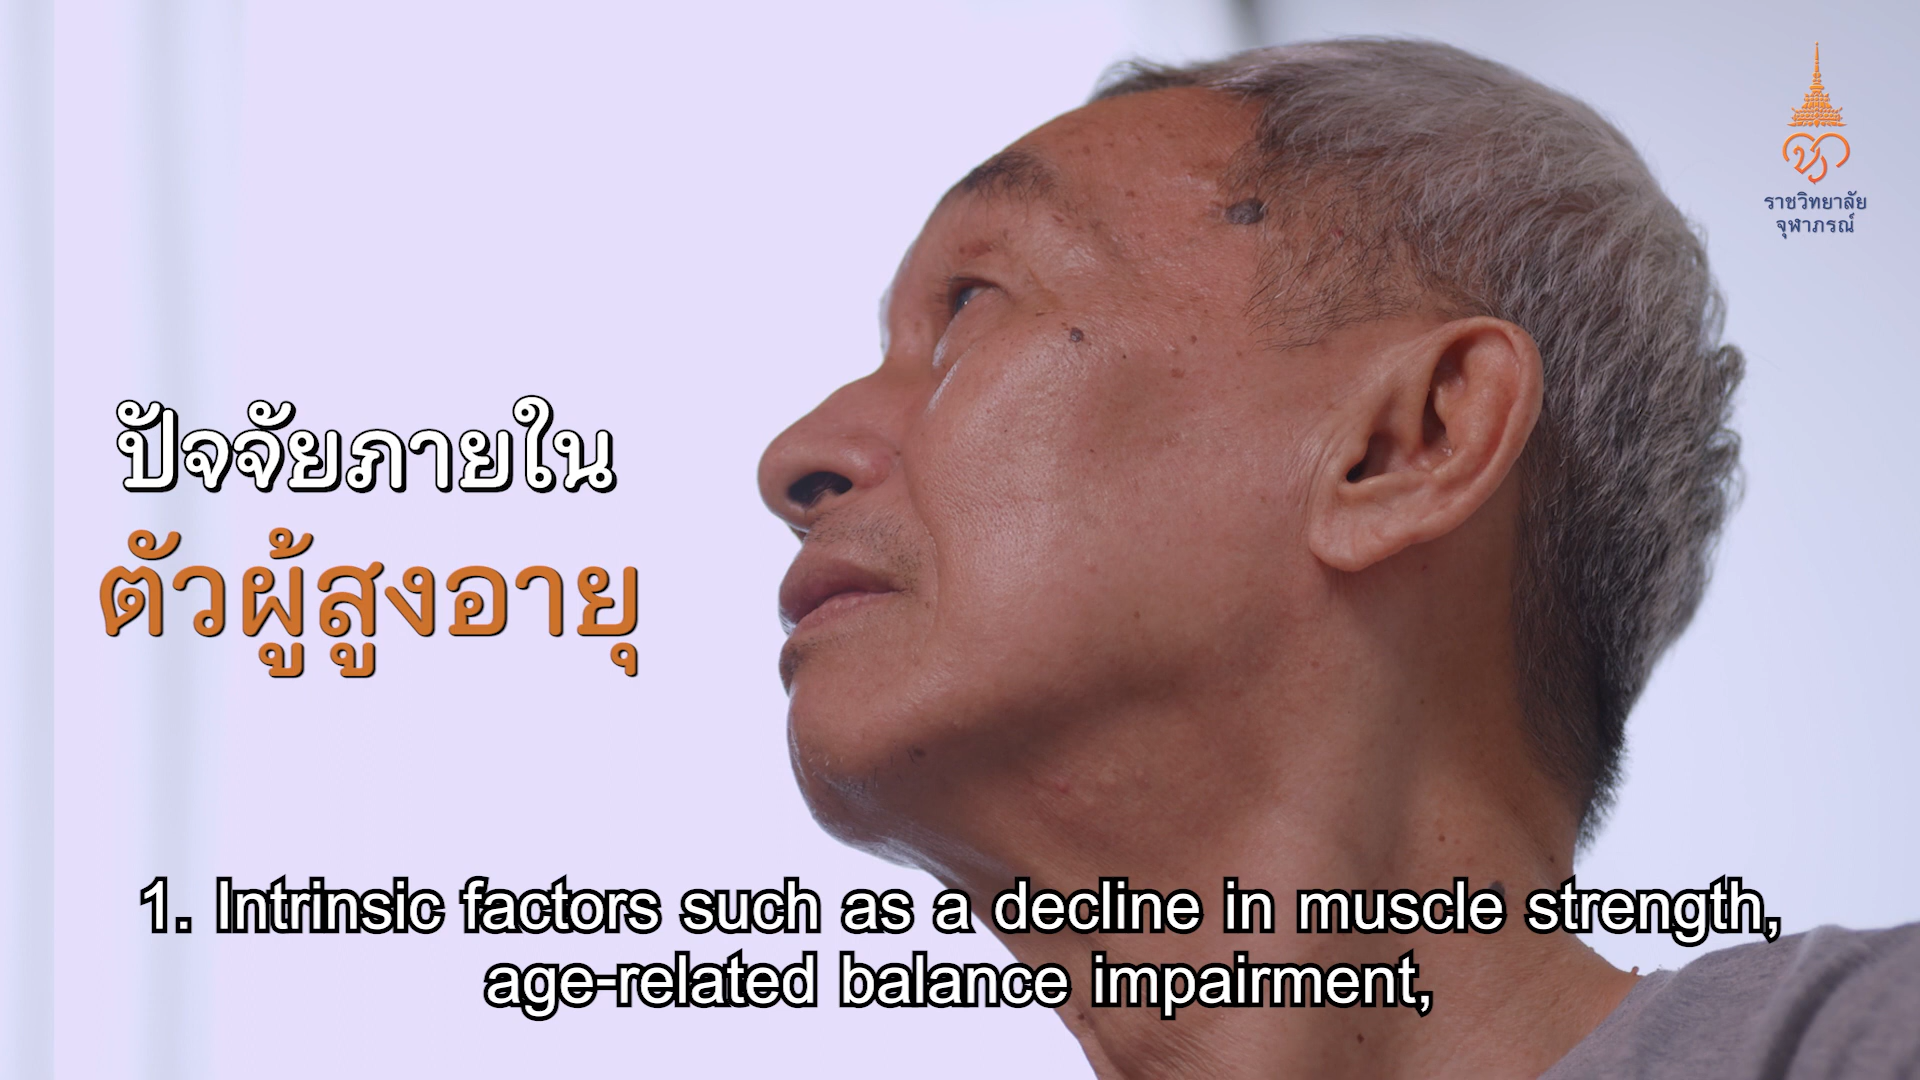 ราชวิทยาลัย
จุฬาภรณ์
ปัจจัยภายใน
ตัวผู้สูงอายุ
1. Intrinsic factors such as a decline in muscle strength,
age-related balance impairment,